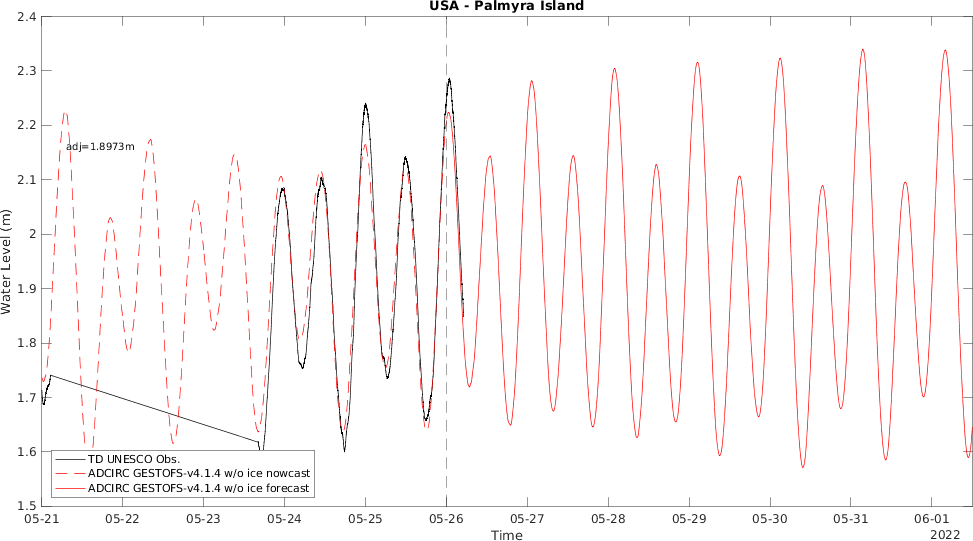 USA - Palmyra Island
2.4
2.3
2.2
2.1
2
1.9
1.8
1.7
1.6
1.5
Water Level (m)
adj=1.8973m
TD UNESCO Obs.
ADCIRC GESTOFS-v4.1.4 w/o ice nowcast
ADCIRC GESTOFS-v4.1.4 w/o ice forecast
05-21 05-22 05-23 05-24 05-25 05-26 05-27 05-28 05-29 05-30 05-31 06-01
Time
2022